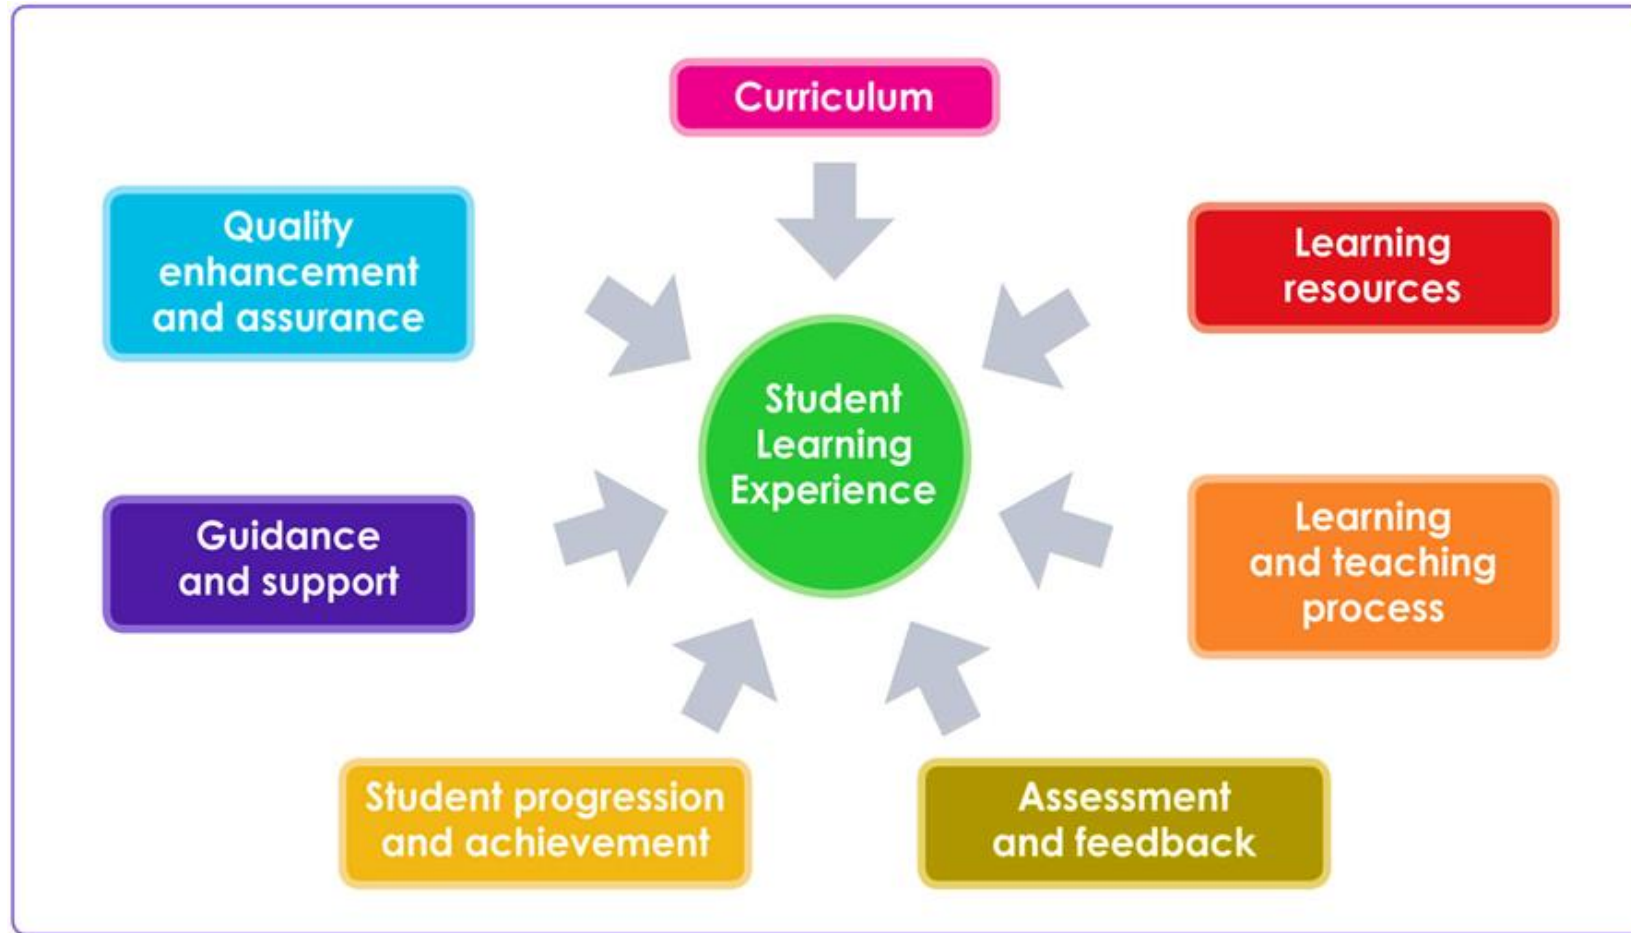 Curriculum
Quality
enhancement
and assurance
Learning
resources
Student
Learning
Experience
Guidance
and support
Learning
and teaching
process
Student progression
and achievement
Assessment
and feedback